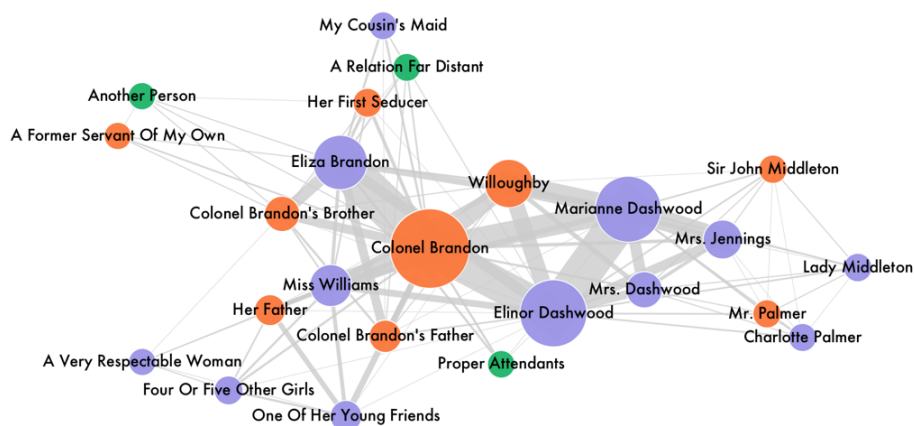 My Cousin's Maid
A Relation Far Distant
Another Person
Her First Seducer
A Former Servant Of My Own
Eliza Brandon
Sir John Middleton
Willoughby
Marianne Dashwood
Colonel Brandon's Brother
Mrs. Jennings
Colonel Brandon
Lady Middleton
Miss Williams
Mrs. Dashwood
Her Father
Elinor Dashwood
Mr. Palmer
Colonel Brandon's Father
Charlotte Palmer
A Very Respectable Woman
Proper Attendants
Four Or Five Other Girls
One Of Her Young Friends